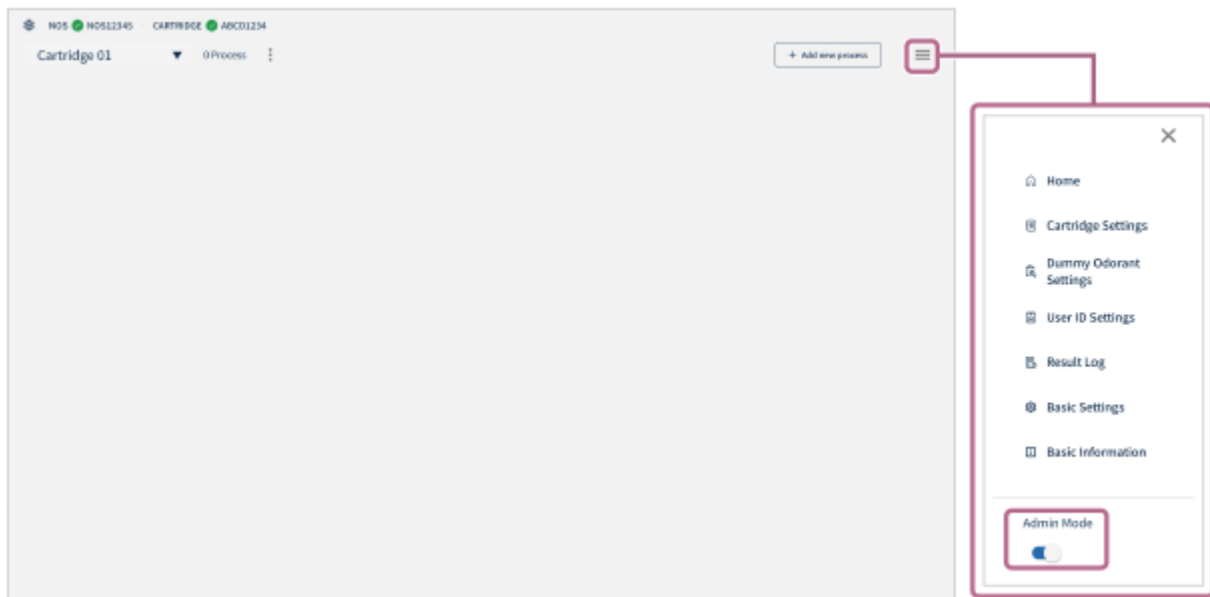 NOS NOS12345 CARTRIDGE ABCD1234
Cartridge 01 0 Process + Add new process
Home
Cartridge Settings
Dummy Odorant
Settings
User ID Settings
Result Log
Basic Settings
Basic Information
Admin Mode